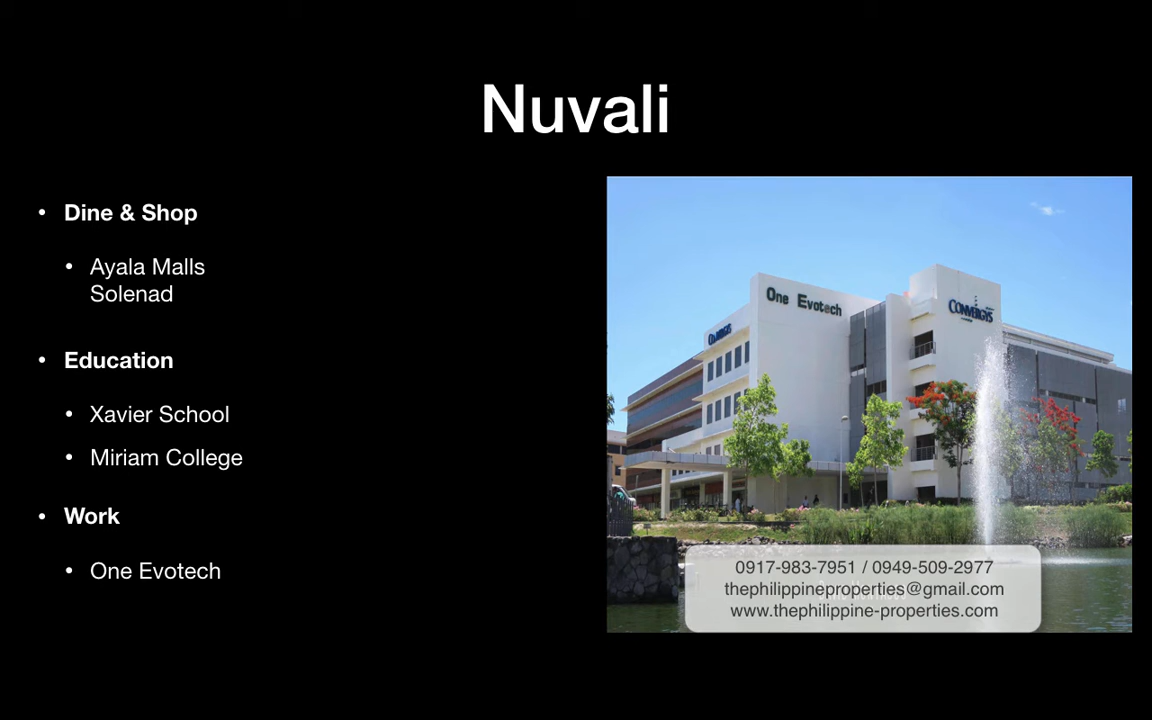 Nuvali
• Dine & Shop
• Ayala Malls
Solenad
• Education
• Xavier School
• Miriam College
• Work
• One Evotech
One Evotech
CONVERGYS
CONVERGYS
0917-983-7951 / 0949-509-2977
thephilippineproperties@gmail.com
www.thephilippine-properties.com